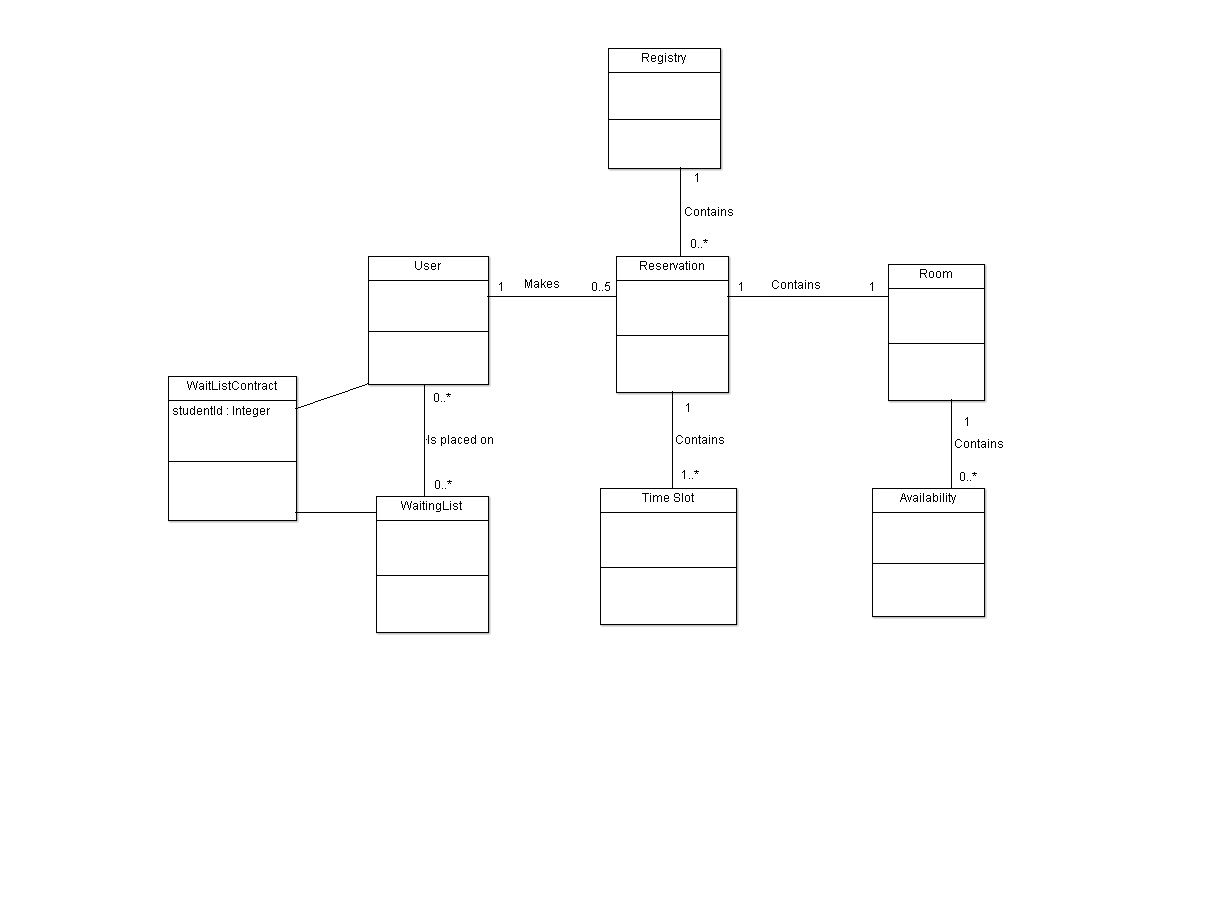 Registry
1
Contains
0..*
User
Reservation
Room
1 Makes 0..5
1 Contains 1
WaitListContract
studentId : Integer
0..*
Is placed on
0..*
1
Contains
1..*
1
Contains
0..*
WaitingList
Time Slot
Availability